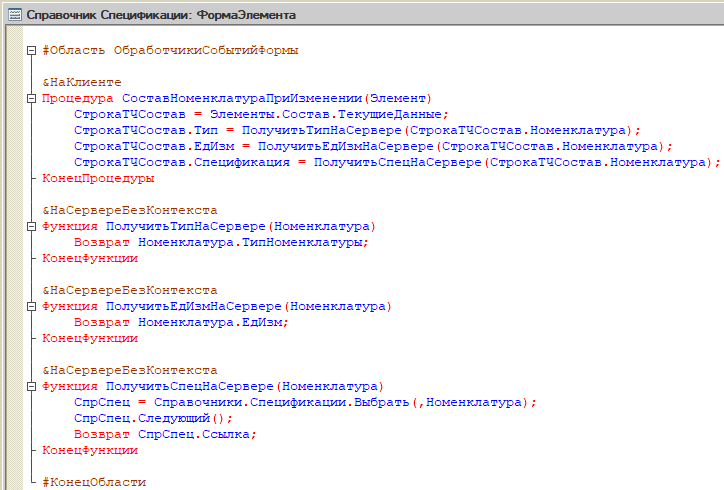 Справочник Спецификации: ФормаЭлемента
#Область ОбработчикиСобытийФормы
&НаКлиенте
Процедура СоставНоменклатураПриИзменении(Элемент)
СтрокаТЧСостав = Элементы.Состав.ТекущиеДанные;
СтрокаТЧСостав.Тип = ПолучитьТипНаСервере(СтрокаТЧСостав.Номенклатура);
СтрокаТЧСостав.ЕдИзм = ПолучитьЕдИзмНаСервере(СтрокаТЧСостав.Номенклатура);
СтрокаТЧСостав.Спецификация = ПолучитьСпецНаСервере(СтрокаТЧСостав.Номенклатура);
КонецПроцедуры
&НаСервереБезКонтекста
Функция ПолучитьТипНаСервере(Номенклатура)
Возврат Номенклатура.ТипНоменклатуры;
КонецФункции
&НаСервереБезКонтекста
Функция ПолучитьЕдИзмНаСервере(Номенклатура)
Возврат Номенклатура.ЕдИзм;
КонецФункции
&НаСервереБезКонтекста
Функция ПолучитьСпецНаСервере(Номенклатура)
СпрСпец = Справочники.Спецификации.Выбрать(,Номенклатура);
СпрСпец.Следующий();
Возврат СпрСпец.Ссылка;
КонецФункции
#КонецОбласти